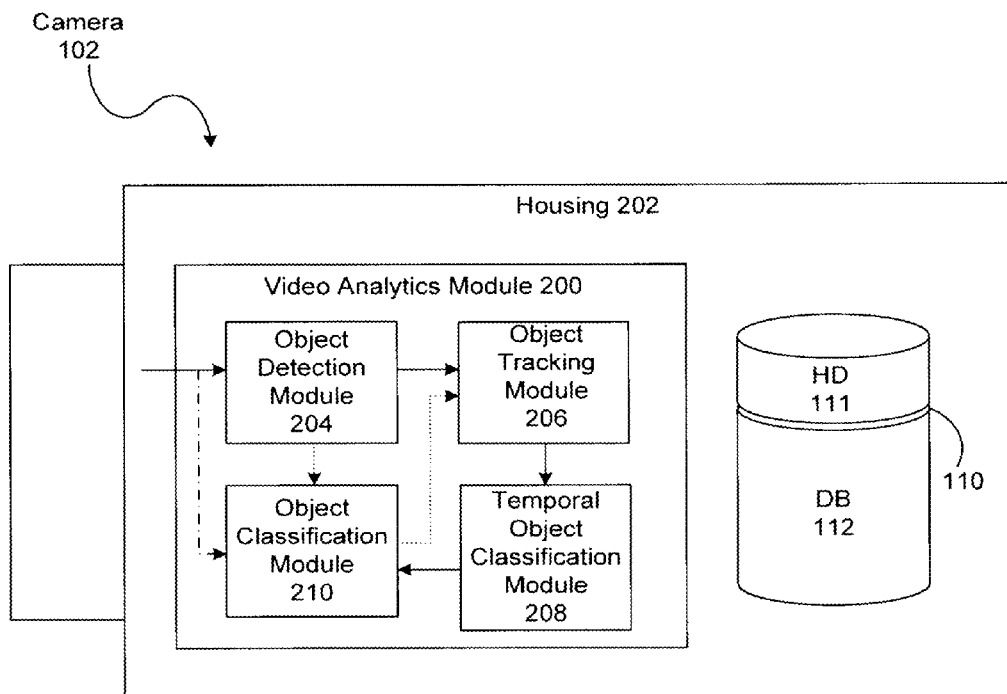 Camera
102
Housing 202
Video Analytics Module 200
Object
Detection
Module
204
Object
Tracking
Module
206
Object
Classification
Module
210
Temporal
Object
Classification
Module
208
HD
111
110
DB
112